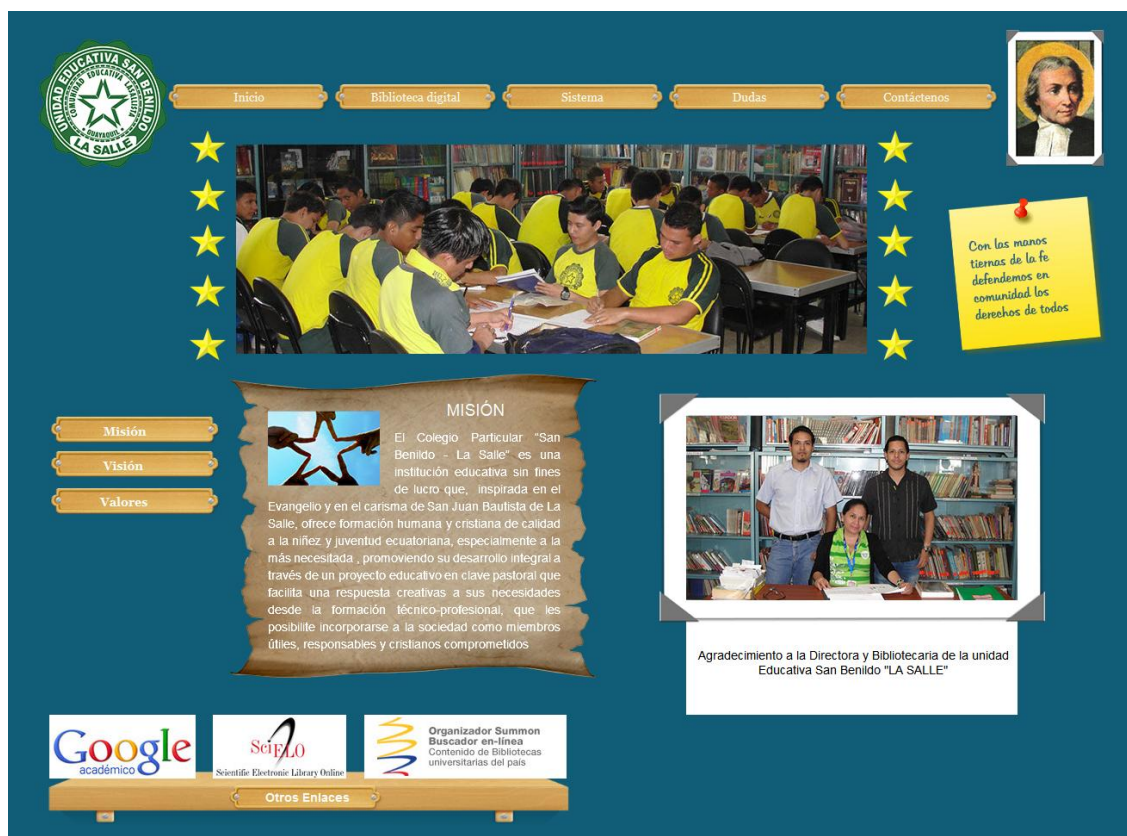 UNIDAD EDUCATIVA SAN BENILDO
COMUNIDAD EDUCATIVA LASALLISTA
GUAYAQUIL
LA SALLE
Inicio
Biblioteca digital
Sistema
Dudas
Contáctenos
Con las manos
tiernas de la fe
defendemos en
comunidad los
derechos de todos
Misión
Visión
Valores
MISIÓN
El Colegio Particular "San
Benildo - La Salle" es una
institución educativa sin fines
de lucro que, inspirada en el
Evangelio y en el carisma de San Juan Bautista de La
Salle, ofrece formación humana y cristiana de calidad
a la niñez y juventud ecuatoriana, especialmente a la
más necesitada , promoviendo su desarrollo integral a
través de un proyecto educativo en clave pastoral que
facilita una respuesta creativas a sus necesidades
desde la formación técnico-profesional, que les
posibilite incorporarse a la sociedad como miembros
útiles, responsables y cristianos comprometidos
Agradecimiento a la Directora y Bibliotecaria de la unidad
Educativa San Benildo "LA SALLE"
Google
académico
SciELO
Scientific Electronic Library Online
Organizador Summon
Buscador en-línea
Contenido de Bibliotecas
universitarias del país
Otros Enlaces